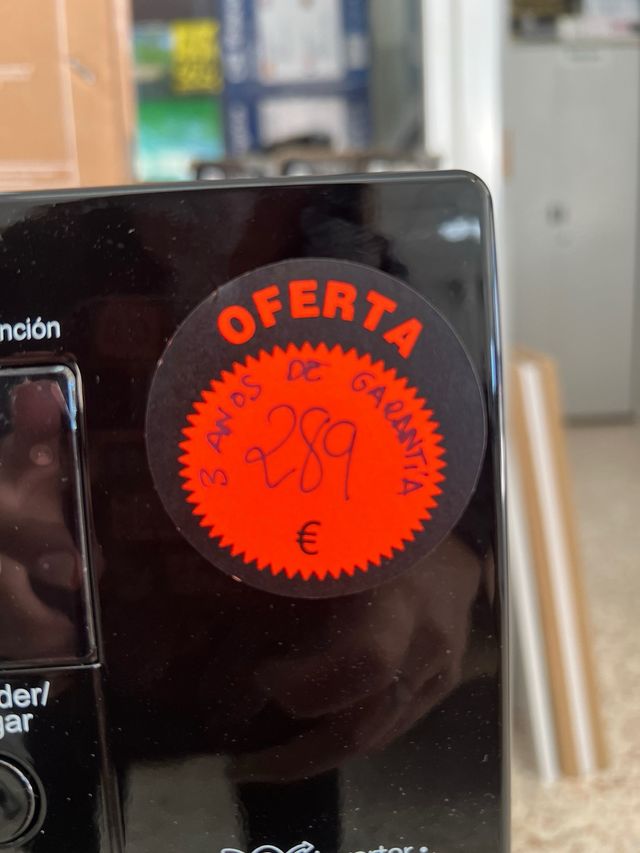 OFERTA
3 AÑOS DE GARANTÍA
289
€
nción
der/
gar